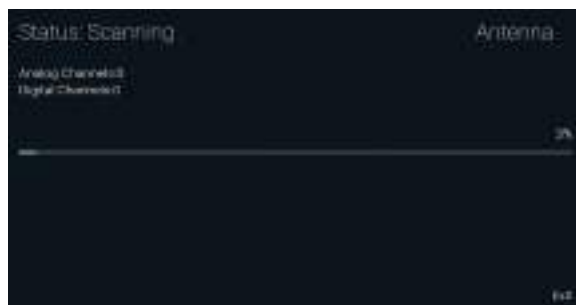 Status: Scanning
Antenna
Analog Channels:0
Digital Channels:0
3%
Exit